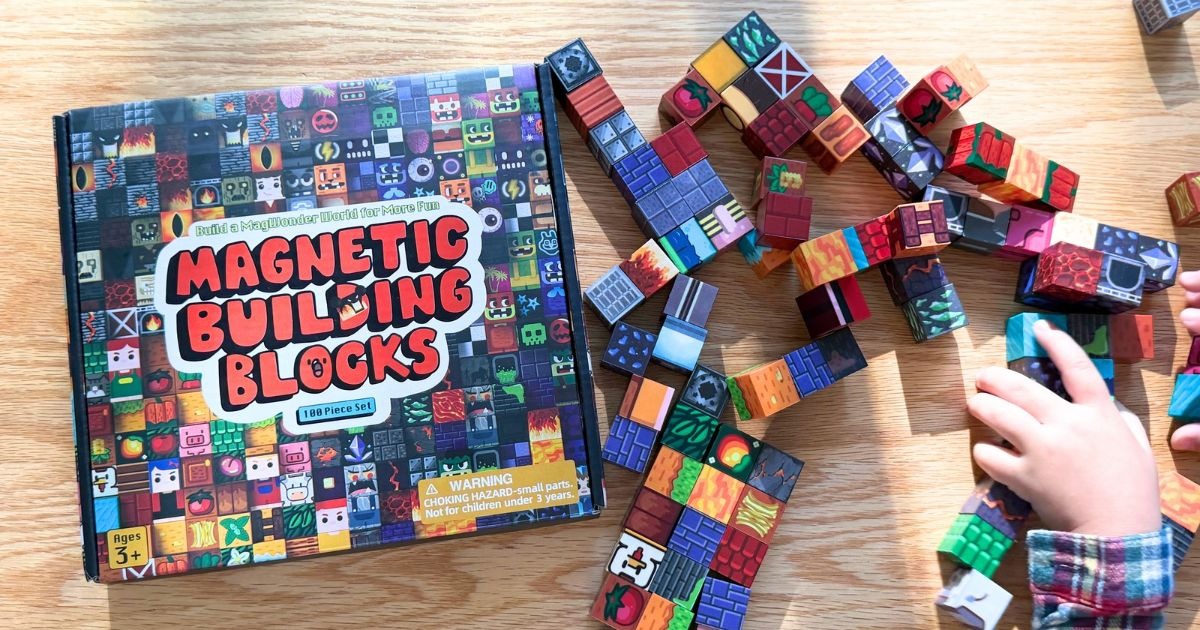 Build a MagWonder World for More Fun
MAGNETIC
BUILDING
BLOCKS
100 Piece Set
⚠ WARNING
CHOKING HAZARD-small parts.
Not for children under 3 years.
Ages
3+